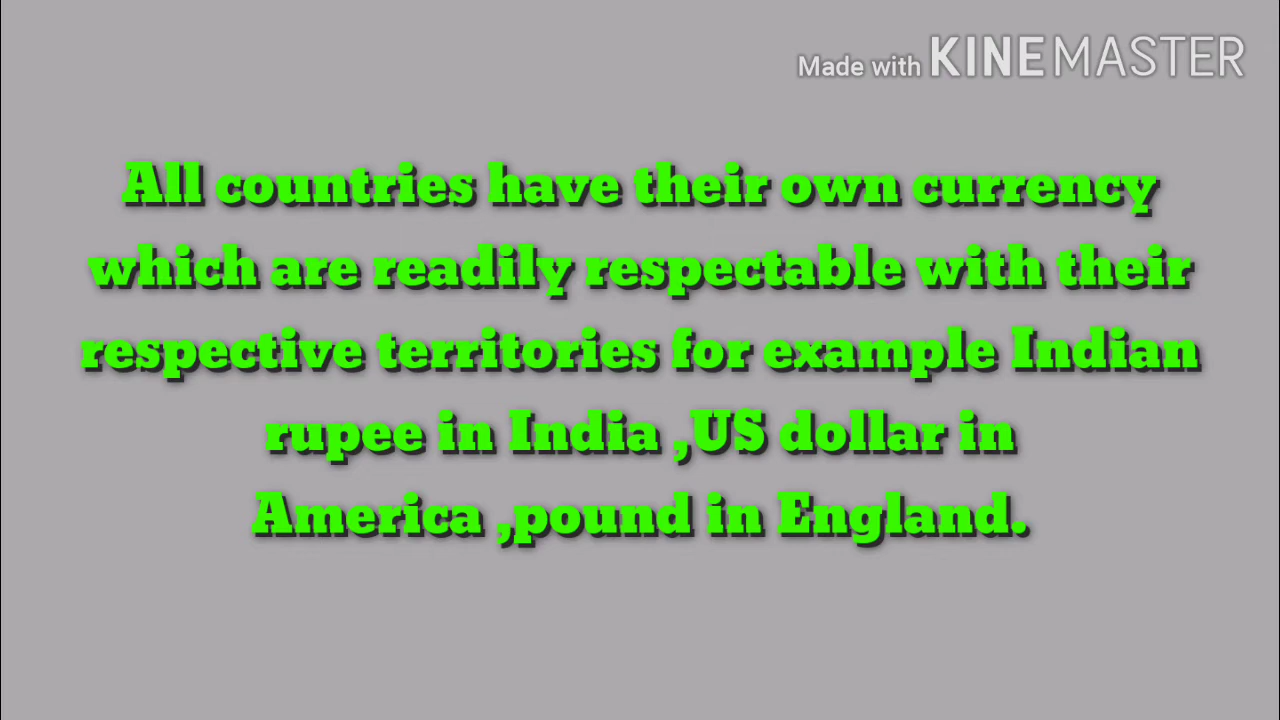 Made with KINEMASTER
All countries have their own currency
which are readily respectable with their
respective territories for example Indian
rupee in India ,US dollar in
America ,pound in England.